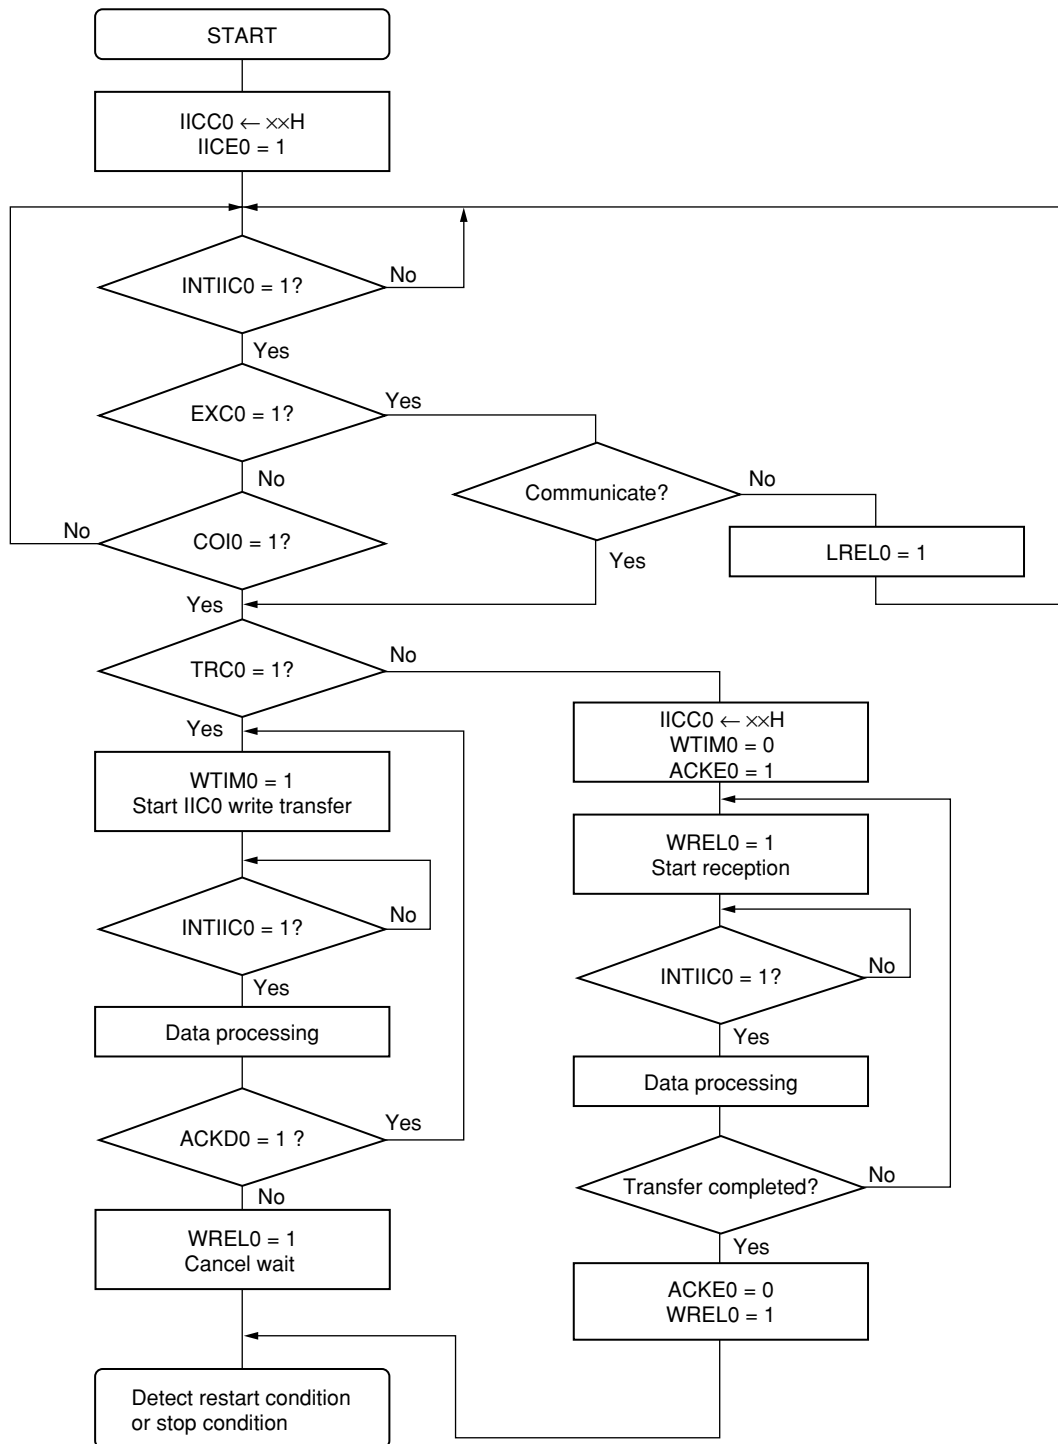 START
IICC0 ← ××H
IICE0 = 1
INTIIC0 = 1?
No
Yes
EXC0 = 1?
Yes
No
Communicate?
No
Yes
LREL0 = 1
COI0 = 1?
No
Yes
TRC0 = 1?
No
Yes
IICC0 ← ××H
WTIM0 = 0
ACKE0 = 1
WTIM0 = 1
Start IIC0 write transfer
WREL0 = 1
Start reception
INTIIC0 = 1?
No
Yes
INTIIC0 = 1?
No
Yes
Data processing
Data processing
ACKD0 = 1 ?
Yes
No
Transfer completed?
No
Yes
WREL0 = 1
Cancel wait
ACKE0 = 0
WREL0 = 1
Detect restart condition
or stop condition